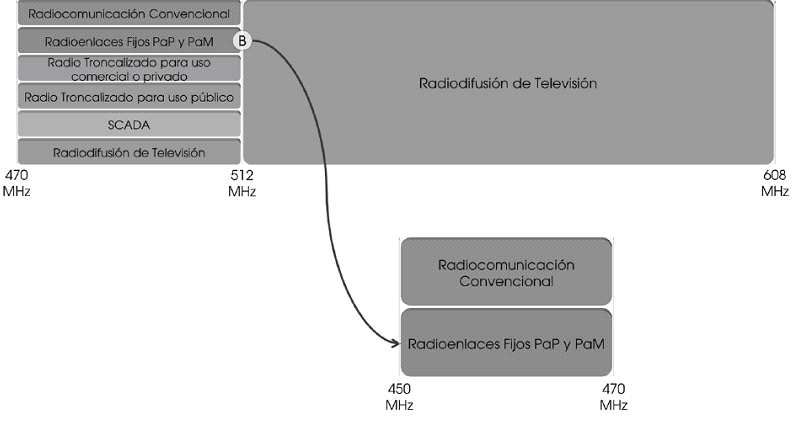 Radiocomunicación Convencional
Radioenlaces Fijos PaP y PaM
B
Radio Troncalizado para uso
comercial o privado
Radio Troncalizado para uso público
SCADA
Radiodifusión de Televisión
Radiodifusión de Televisión
470
MHz
512
MHz
608
MHz
Radiocomunicación
Convencional
Radioenlaces Fijos PaP y PaM
450
MHz
470
MHz